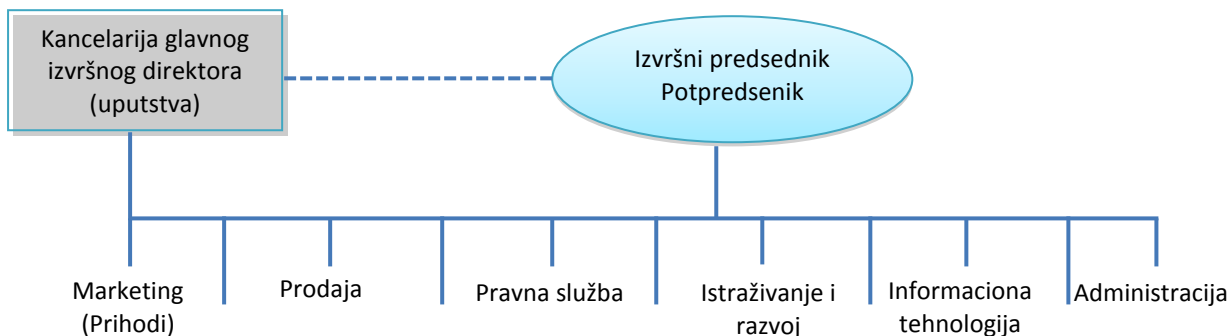 Kancelarija glavnog
izvršnog direktora
(uputstva)
Izvršni predsednik
Potpredsenik
Marketing
(Prihodi)
Prodaja
Pravna služba
Istraživanje i
razvoj
Informaciona
tehnologija
Administracija